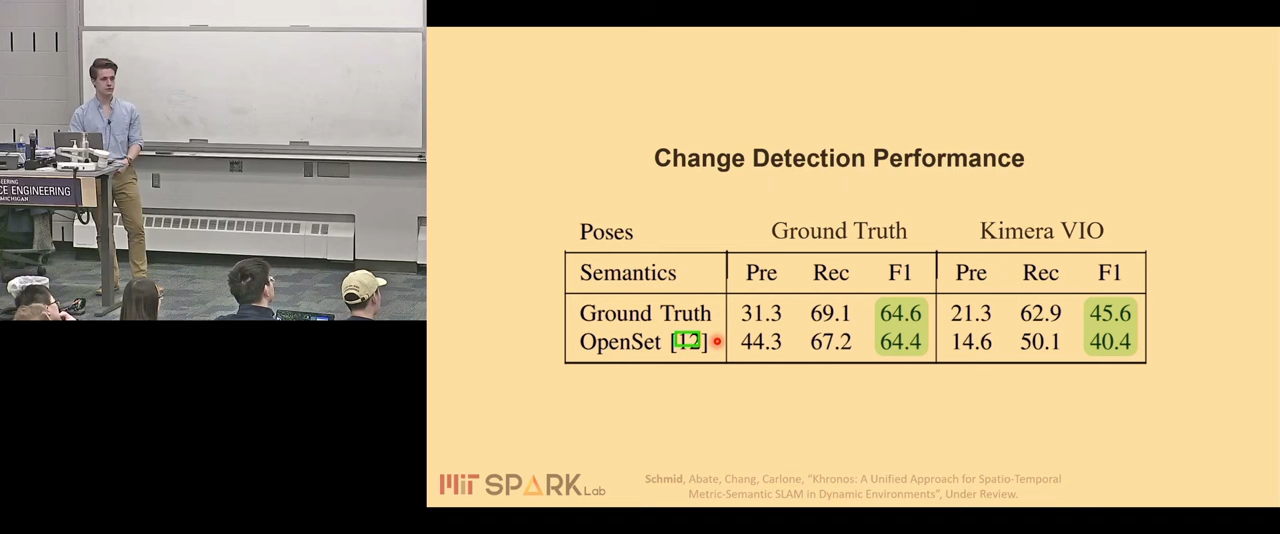 Change Detection Performance
Poses Ground Truth Kimera VIO
Semantics Pre Rec F1 Pre Rec F1
Ground Truth 31.3 69.1 64.6 21.3 62.9 45.6
OpenSet [12] 44.3 67.2 64.4 14.6 50.1 40.4
MIT SPARK Lab
Schmid, Abate, Chang, Carlone, "Khronos: A Unified Approach for Spatio-Temporal
Metric-Semantic SLAM in Dynamic Environments", Under Review.
ENGINEERING
MICHIGAN